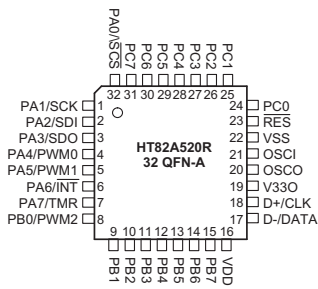 PA0/SCS
PC7
PC6
PC5
PC4
PC3
PC2
PC1
32 31 30 29 28 27 26 25
PA1/SCK 1
PA2/SDI 2
PA3/SDO 3
PA4/PWM0 4
PA5/PWM1 5
PA6/INT 6
PA7/TMR 7
PB0/PWM2 8
HT82A520R
32 QFN-A
24 PC0
23 RES
22 VSS
21 OSCI
20 OSCO
19 V33O
18 D+/CLK
17 D-/DATA
9 10 11 12 13 14 15 16
PB1
PB2
PB3
PB4
PB5
PB6
PB7
VDD